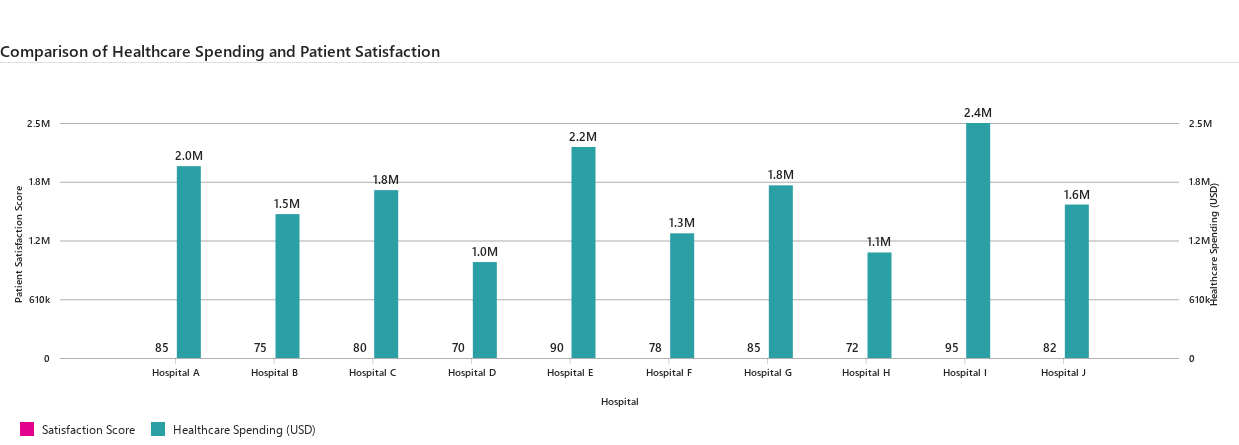 Comparison of Healthcare Spending and Patient Satisfaction
Patient Satisfaction Score
2.5M
1.8M
1.2M
610k
0
2.5M
1.8M
1.2M
610k
0
Healthcare Spending (USD)
85
2.0M
75
1.5M
80
1.8M
70
1.0M
90
2.2M
78
1.3M
85
1.8M
72
1.1M
95
2.4M
82
1.6M
Hospital A
Hospital B
Hospital C
Hospital D
Hospital E
Hospital F
Hospital G
Hospital H
Hospital I
Hospital J
Hospital
Satisfaction Score
Healthcare Spending (USD)